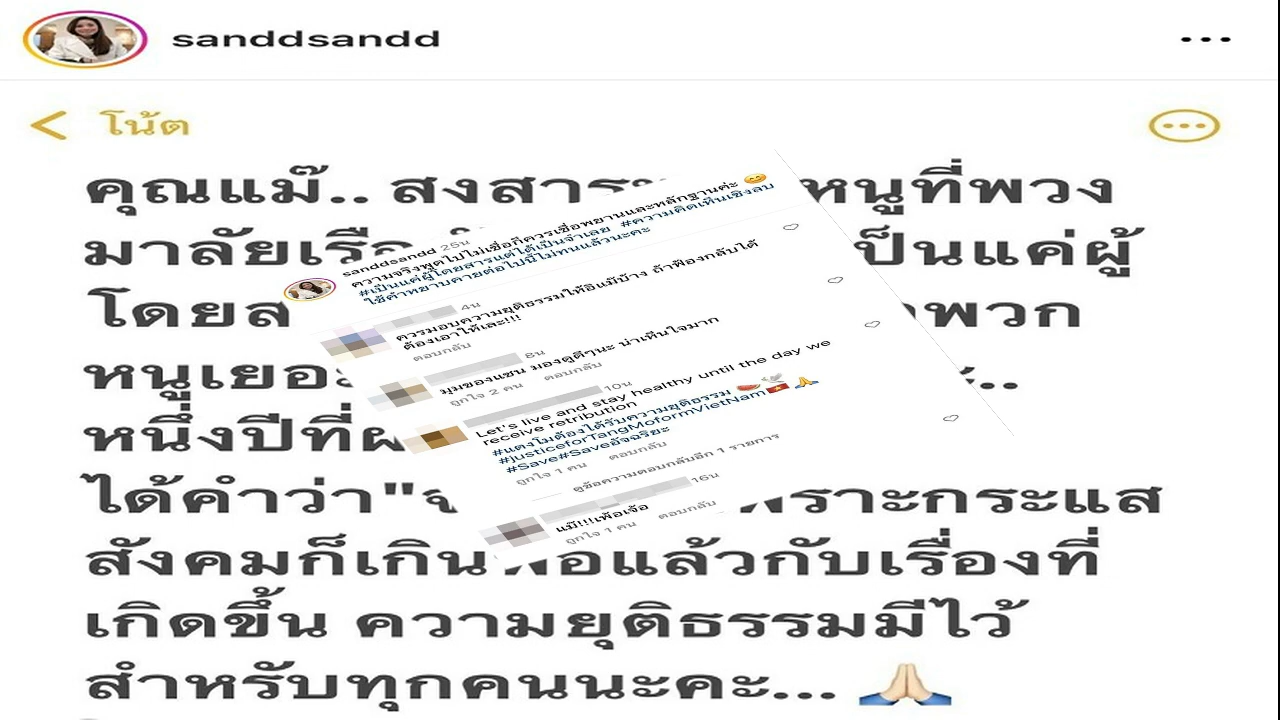 sanddsandd
โน้ต
คุณแม๊.. สงสาร หนูที่พวง
มาลัยเรือ ป็นแค่ผู้
โดยส พวก
หนูเยอะ ..
หนึ่งปีที่ผ
ได้คำว่า"จ พราะกระแส
สังคมก็เกินพอแล้วกับเรื่องที่
เกิดขึ้น ความยุติธรรมมีไว้
สำหรับทุกคนนะคะ... 🙏🏻
sanddsandd 25น
ความจริงพูดไปไม่เชื่อก็ควรเชื่อพยานและหลักฐานค่ะ 😊
#เป็นแค่ผู้โดยสารแต่ได้เป็นจำเลย #ความคิดเห็นเชิงลบ
ใช้คำหยาบคายต่อไปนี้ไม่ทนแล้วนะคะ
4น
ควรมอบความยุติธรรมให้อิแม๊บ้าง ถ้าฟ้องกลับได้
ต้องเอาให้เละ!!!
ตอบกลับ
8น
มุมของแซน มองดูดีๆนะ น่าเห็นใจมาก
ถูกใจ 2 คน ตอบกลับ
10น
Let's live and stay healthy until the day we
receive retribution
#แตงโมต้องได้รับความยุติธรรม 🍉🕊️
#justiceforTangMoformVietNam🇻🇳🙏🏻
#Save#Saveอัจฉริยะ
ถูกใจ 1 คน ตอบกลับ
ดูข้อความตอบกลับอีก 1 รายการ
16น
แม๊!!!เพ้อเจ้อ
ถูกใจ 1 คน ตอบกลับ